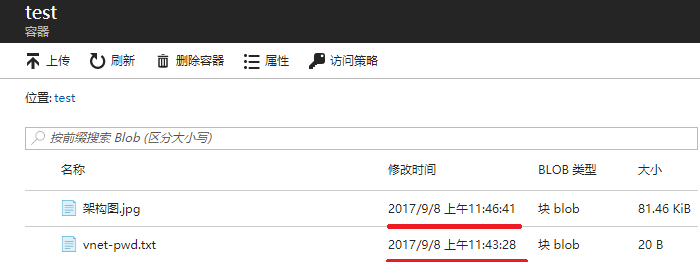 test
容器
上传 刷新 删除容器 属性 访问策略
位置: test
按前缀搜索 Blob (区分大小写)
名称 修改时间 BLOB 类型 大小
架构图.jpg 2017/9/8 上午11:46:41 块 blob 81.46 KiB
vnet-pwd.txt 2017/9/8 上午11:43:28 块 blob 20 B